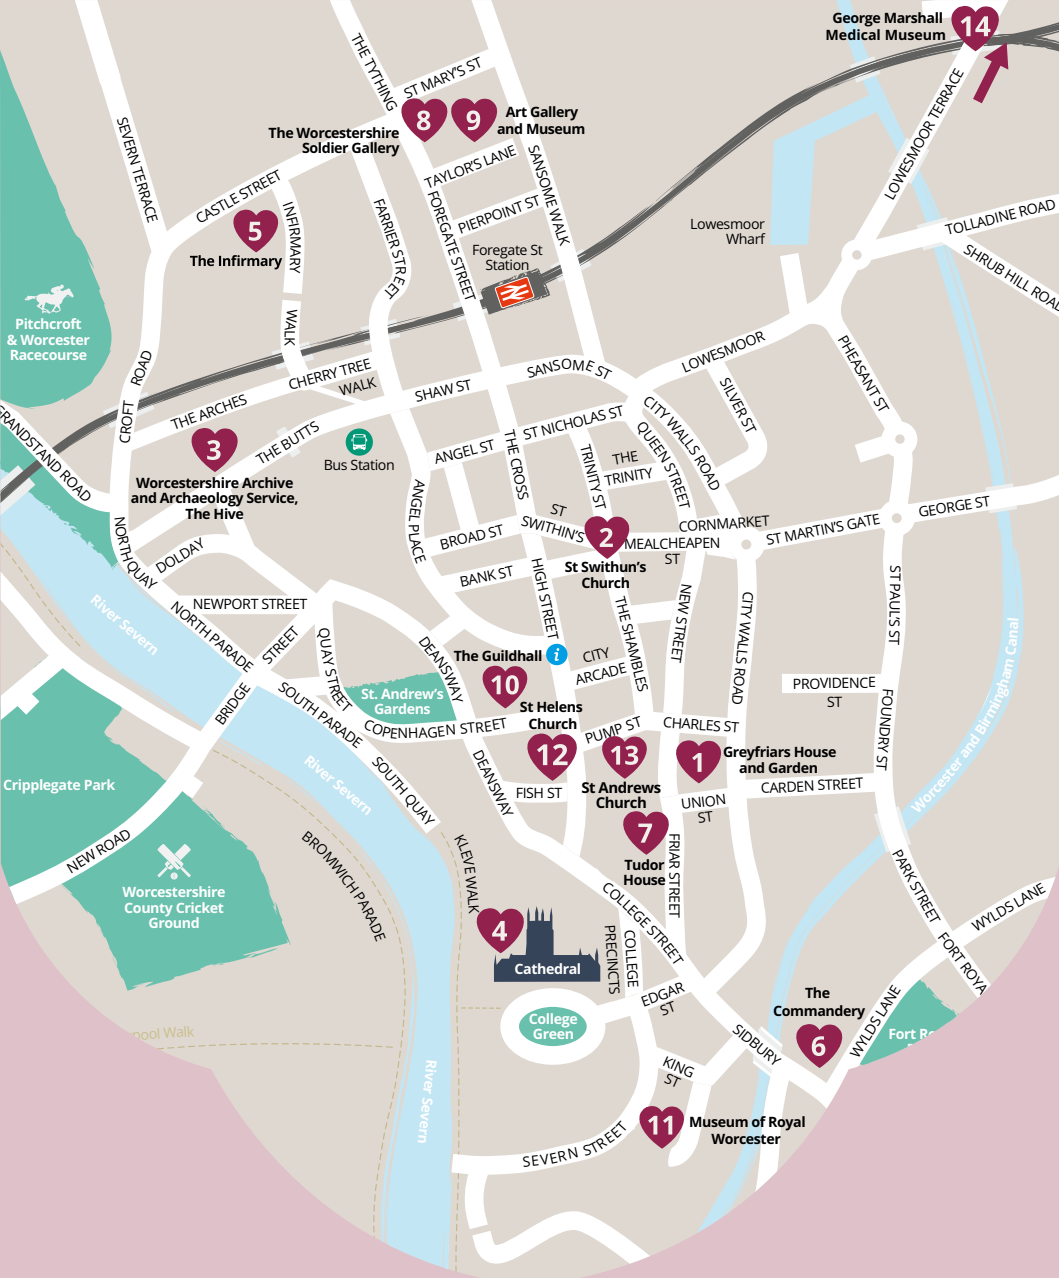 George Marshall
Medical Museum
14
THE TYTHING
ST MARY'S ST
8
9
Art Gallery
and Museum
The Worcestershire
Soldier Gallery
SEVERN TERRACE
LOWESMOOR TERRACE
TAYLOR'S LANE
SANSOME WALK
CASTLE STREET
INFIRMARY
WALK
FARRIER STREET
FOREGATE STREET
PIERPOINT ST
5
The Infirmary
Foregate St
Station
Lowesmoor
Wharf
TOLLADINE ROAD
SHRUB HILL ROAD
Pitchcroft
& Worcester
Racecourse
CROFT ROAD
CHERRY TREE
WALK
THE ARCHES
SHAW ST
SANSOME ST
LOWESMOOR
PHEASANT ST
SILVER ST
GRANDSTAND ROAD
3
THE BUTTS
Bus Station
ANGEL ST
ST NICHOLAS ST
CITY WALLS ROAD
QUEEN STREET
THE CROSS
TRINITY ST
THE
TRINITY
Worcestershire Archive
and Archaeology Service,
The Hive
ANGEL PLACE
ST
SWITHIN'S
2
St Swithun's
Church
CORNMARKET
MEALCHEAPEN
ST
ST MARTIN'S GATE
GEORGE ST
NORTH QUAY
DOLDAY
BROAD ST
BANK ST
HIGH STREET
River Severn
NEWPORT STREET
NORTH PARADE
QUAY STREET
BRIDGE STREET
DEANSWAY
THE SHAMBLES
NEW STREET
CITY WALLS ROAD
ST PAUL'S ST
The Guildhall
i
10
CITY
ARCADE
PROVIDENCE
ST
FOUNDRY ST
Worcester and Birmingham Canal
St. Andrew's
Gardens
SOUTH PARADE
COPENHAGEN STREET
St Helens
Church
12
PUMP ST
13
St Andrews
Church
CHARLES ST
1
Greyfriars House
and Garden
Cripplegate Park
River Severn
SOUTH QUAY
DEANSWAY
FISH ST
UNION
ST
CARDEN STREET
7
Tudor
House
FRIAR STREET
NEW ROAD
BROMWICH PARADE
KLEVE WALK
PARK STREET
Worcestershire
County Cricket
Ground
4
Cathedral
COLLEGE STREET
COLLEGE
PRECINCTS
WYLDS LANE
FORT ROYA
College
Green
EDGAR
ST
SIDBURY
The
Commandery
6
WYLDS LANE
Fort Ro
pool Walk
River Severn
KING
ST
11
Museum of Royal
Worcester
SEVERN STREET